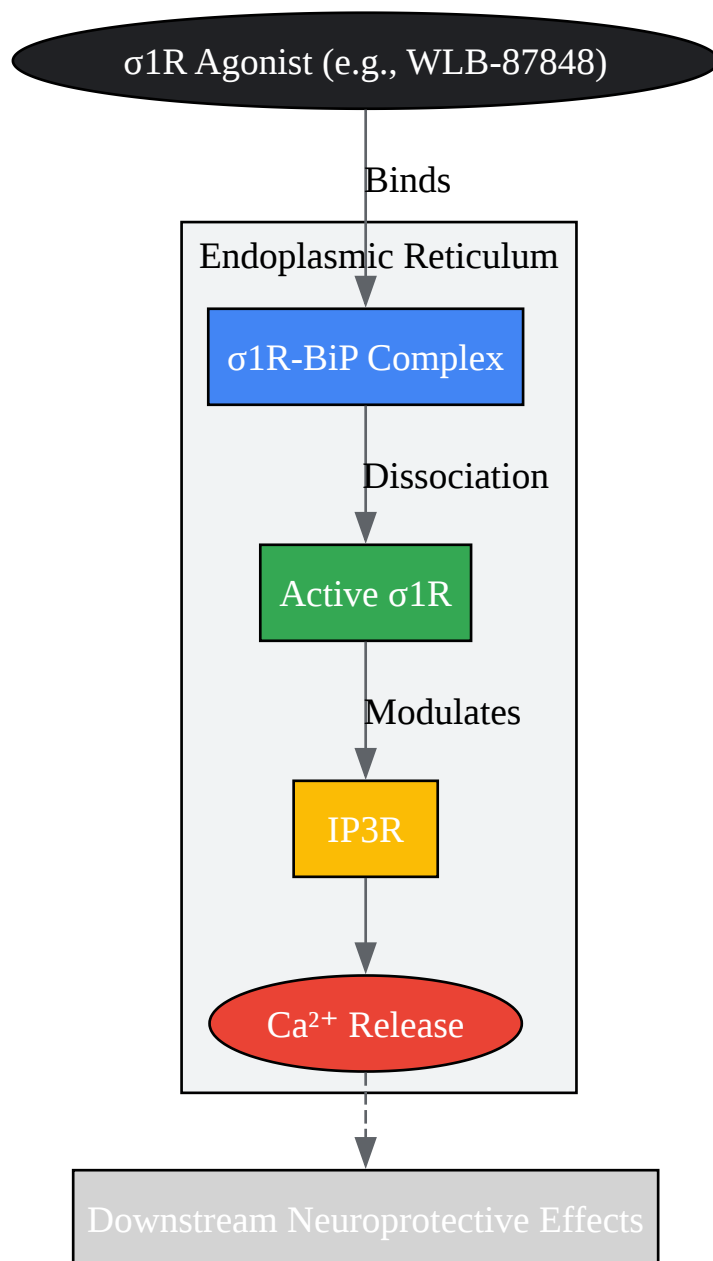 σ1R Agonist (e.g., WLB-87848)
Binds
Endoplasmic Reticulum
σ1R-BiP Complex
Dissociation
Active σ1R
Modulates
IP3R
Ca²⁺ Release
Downstream Neuroprotective Effects